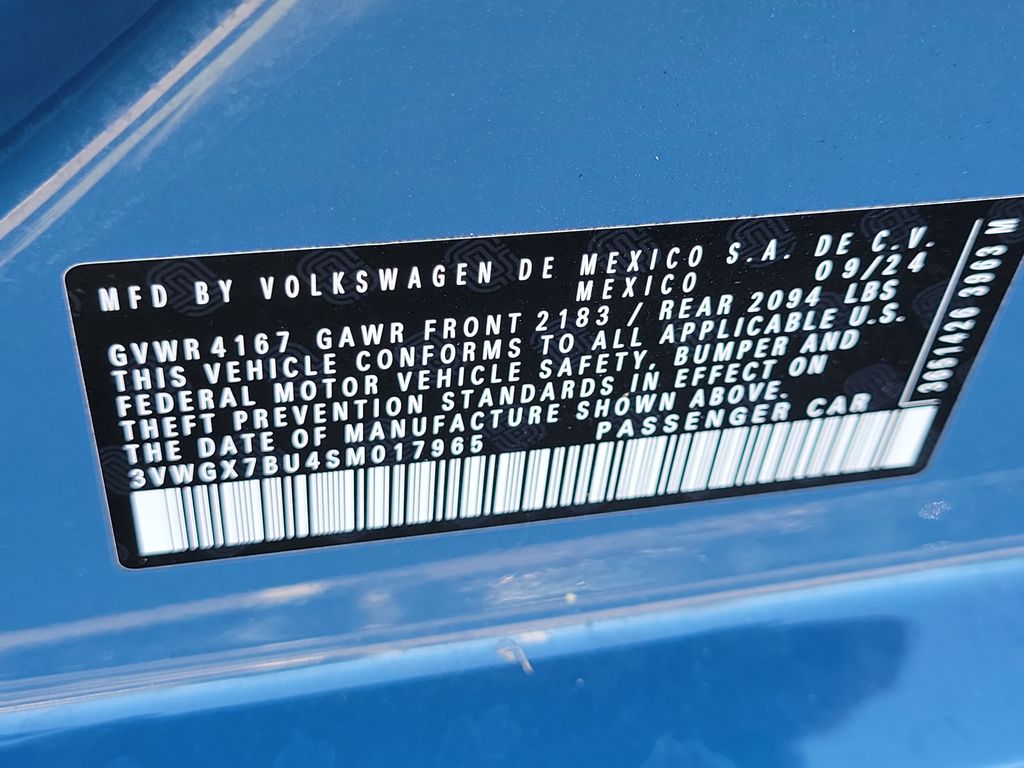 MFD BY VOLKSWAGEN DE MEXICO S.A. DE C.V.
MEXICO 09/24
GVWR 4167 GAWR FRONT 2183 / REAR 2094 LBS
THIS VEHICLE CONFORMS TO ALL APPLICABLE U.S.
FEDERAL MOTOR VEHICLE SAFETY, BUMPER AND
THEFT PREVENTION STANDARDS IN EFFECT ON
THE DATE OF MANUFACTURE SHOWN ABOVE.
3VWGX7BU4SM017965 PASSENGER CAR